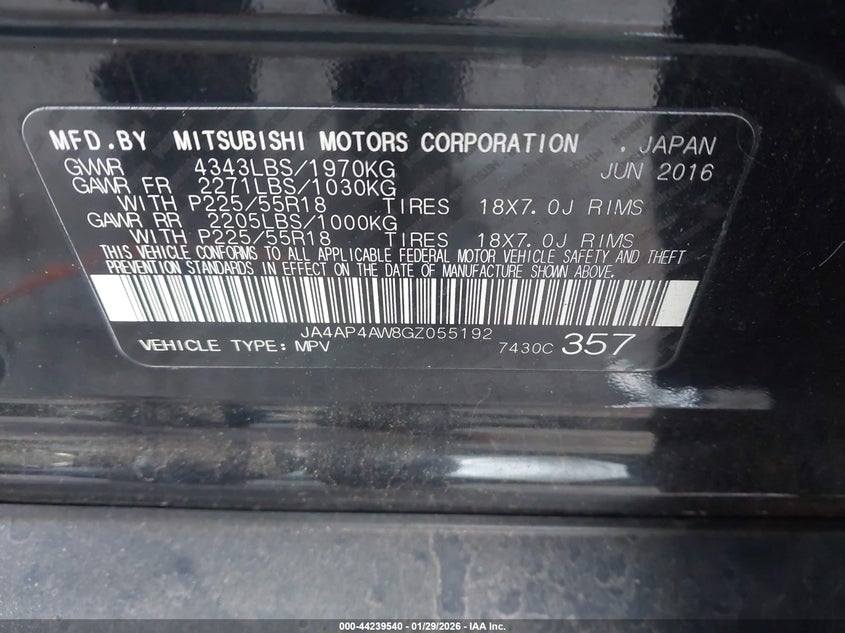 MFD.BY MITSUBISHI MOTORS CORPORATION . JAPAN
GVWR 4343LBS/1970KG JUN 2016
GAWR FR 2271LBS/1030KG
WITH P225/55R18 TIRES 18X7.0J RIMS
GAWR RR 2205LBS/1000KG
WITH P225/55R18 TIRES 18X7.0J RIMS
THIS VEHICLE CONFORMS TO ALL APPLICABLE FEDERAL MOTOR VEHICLE SAFETY AND THEFT
PREVENTION STANDARDS IN EFFECT ON THE DATE OF MANUFACTURE SHOWN ABOVE.
JA4AP4AW8GZ055192
VEHICLE TYPE: MPV 7430C 357
000-44239540 - 01/29/2026 - IAA Inc.